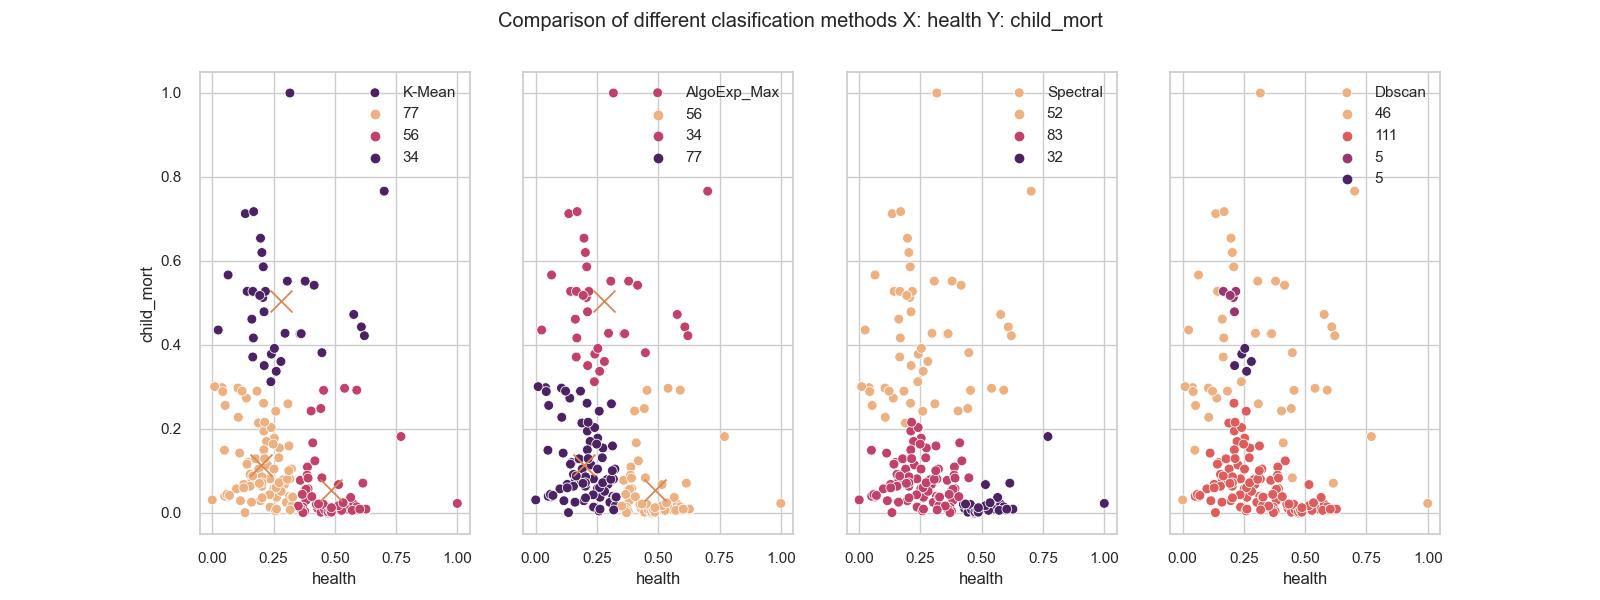 Comparison of different clasification methods X: health Y: child_mort
child_mort
1.0
0.8
0.6
0.4
0.2
0.0
K-Mean
77
56
34
0.00 0.25 0.50 0.75 1.00
health
AlgoExp_Max
56
34
77
0.00 0.25 0.50 0.75 1.00
health
Spectral
52
83
32
0.00 0.25 0.50 0.75 1.00
health
Dbscan
46
111
5
5
0.00 0.25 0.50 0.75 1.00
health